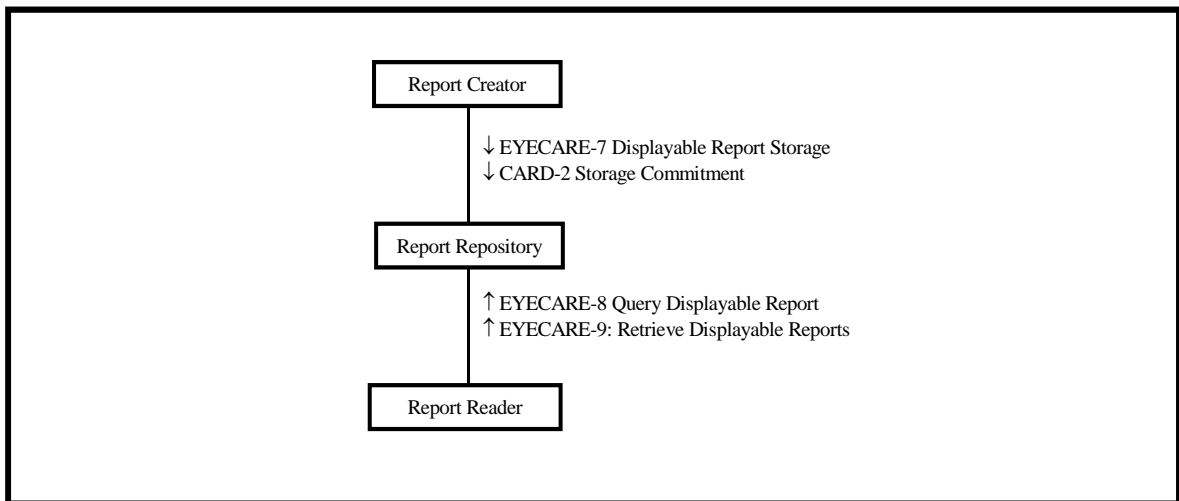 Report Creator
↓ EYECARE-7 Displayable Report Storage
↓ CARD-2 Storage Commitment
Report Repository
↑ EYECARE-8 Query Displayable Report
↑ EYECARE-9: Retrieve Displayable Reports
Report Reader